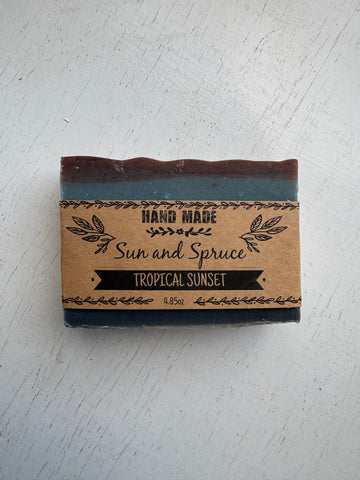 HAND MADE
Sun and Spruce
TROPICAL SUNSET
4.85oz